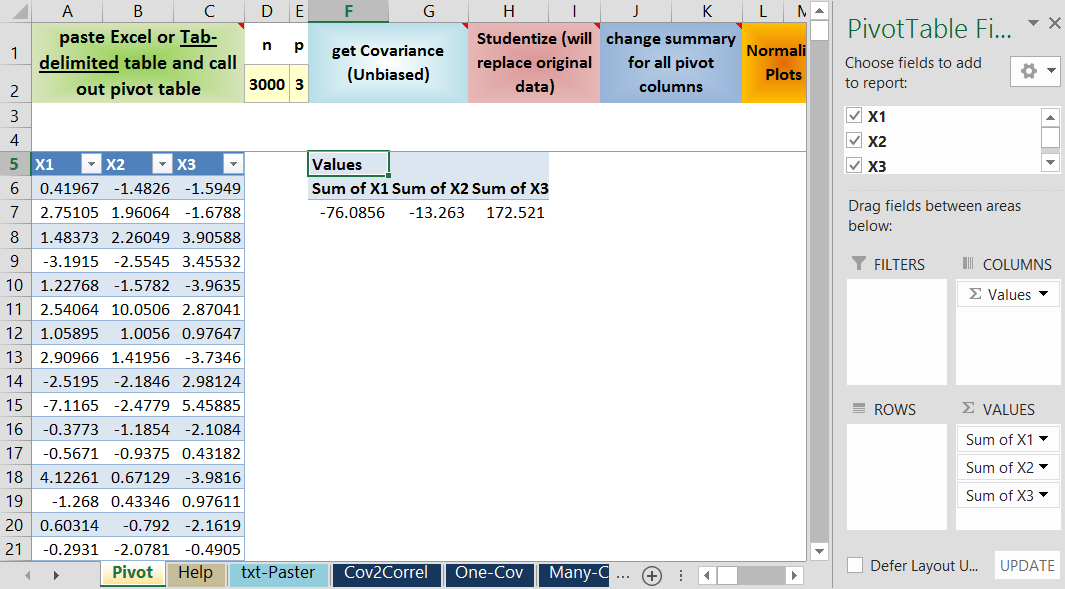 A B C D E F G H I J K L M
1 paste Excel or Tab-delimited table and call out pivot table n p get Covariance (Unbiased) Studentize (will replace original data) change summary for all pivot columns Normali Plots
2 3000 3
3
4
5 X1 X2 X3 Values
6 0.41967 -1.4826 -1.5949 Sum of X1 Sum of X2 Sum of X3
7 2.75105 1.96064 -1.6788 -76.0856 -13.263 172.521
8 1.48373 2.26049 3.90588
9 -3.1915 -2.5545 3.45532
10 1.22768 -1.5782 -3.9635
11 2.54064 10.0506 2.87041
12 1.05895 1.0056 0.97647
13 2.90966 1.41956 -3.7346
14 -2.5195 -2.1846 2.98124
15 -7.1165 -2.4779 5.45885
16 -0.3773 -1.1854 -2.1084
17 -0.5671 -0.9375 0.43182
18 4.12261 0.67129 -3.9816
19 -1.268 0.43346 0.97611
20 0.60314 -0.792 -2.1619
21 -0.2931 -2.0781 -0.4905
Pivot Help txt-Paster Cov2Correl One-Cov Many-C ...
PivotTable Fi...
Choose fields to add
to report:
X1
X2
X3
Drag fields between areas
below:
FILTERS COLUMNS
Σ Values
ROWS Σ VALUES
Sum of X1
Sum of X2
Sum of X3
Defer Layout U... UPDATE